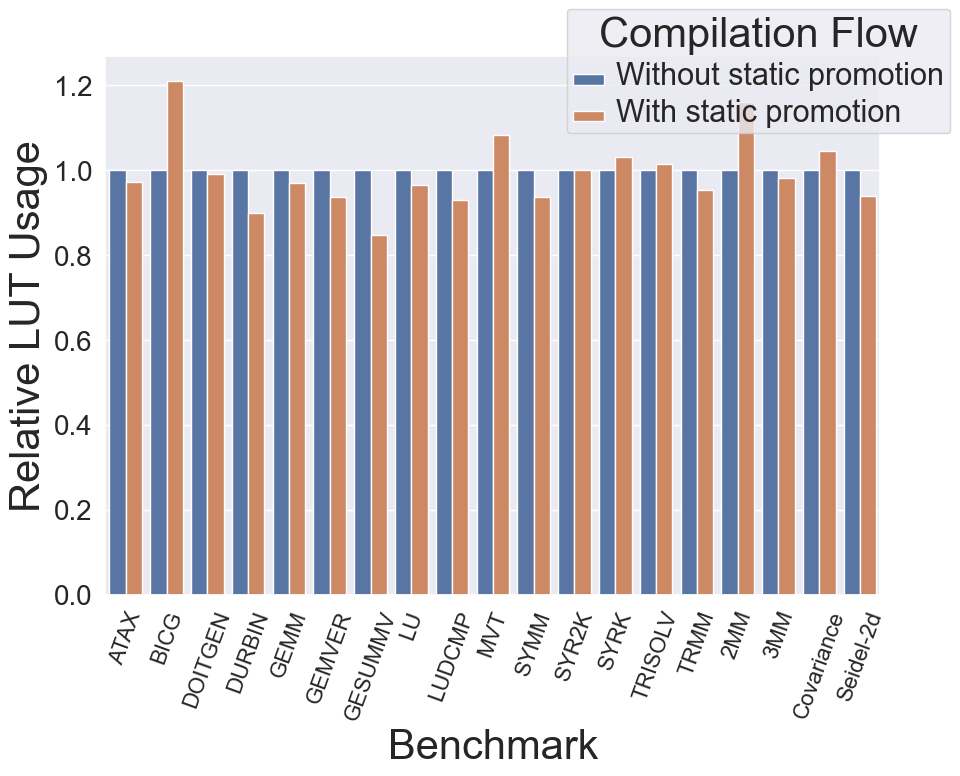 Compilation Flow
Without static promotion
With static promotion
Relative LUT Usage
1.2
1.0
0.8
0.6
0.4
0.2
0.0
ATAX
BICG
DOITGEN
DURBIN
GEMM
GEMVER
GESUMMV
LU
LUDCMP
MVT
SYMM
SYR2K
SYRK
TRISOLV
TRMM
2MM
3MM
Covariance
Seidel-2d
Benchmark